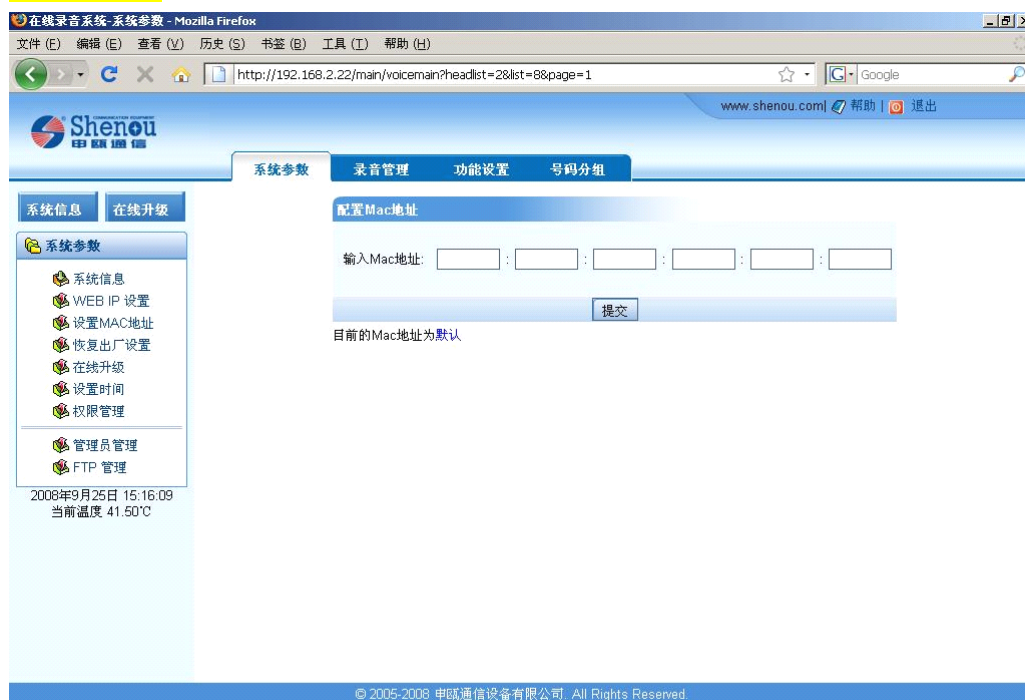 在线录音系统-系统参数 - Mozilla Firefox
文件 (F) 编辑 (E) 查看 (V) 历史 (S) 书签 (B) 工具 (T) 帮助 (H)
http://192.168.2.22/main/voicemain?headlist=2&list=8&page=1
G Google
www.shenou.com| 帮助 | 退出
COMMUNICATION EQUIPMENT
Shenou
申瓯通信
系统参数 录音管理 功能设置 号码分组
系统信息 在线升级
系统参数
系统信息
WEB IP 设置
设置MAC地址
恢复出厂设置
在线升级
设置时间
权限管理
管理员管理
FTP 管理
2008年9月25日 15:16:09
当前温度 41.50℃
配置Mac地址
输入Mac地址: : : : : :
提交
目前的Mac地址为默认
© 2005-2008 申瓯通信设备有限公司. All Rights Reserved.